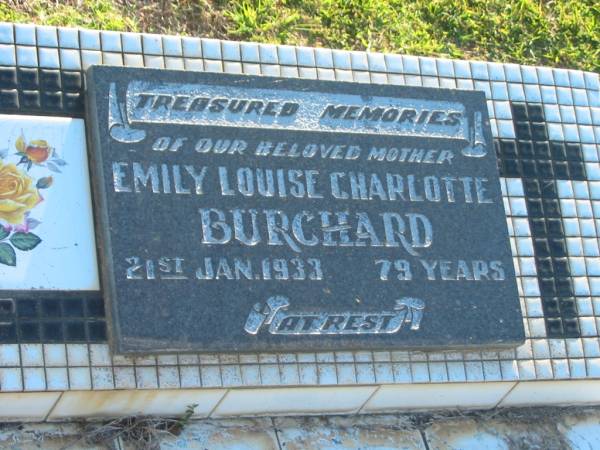 TREASURED MEMORIES
OF OUR BELOVED MOTHER
EMILY LOUISE CHARLOTTE
BURCHARD
21ST JAN.1933 79 YEARS
AT REST